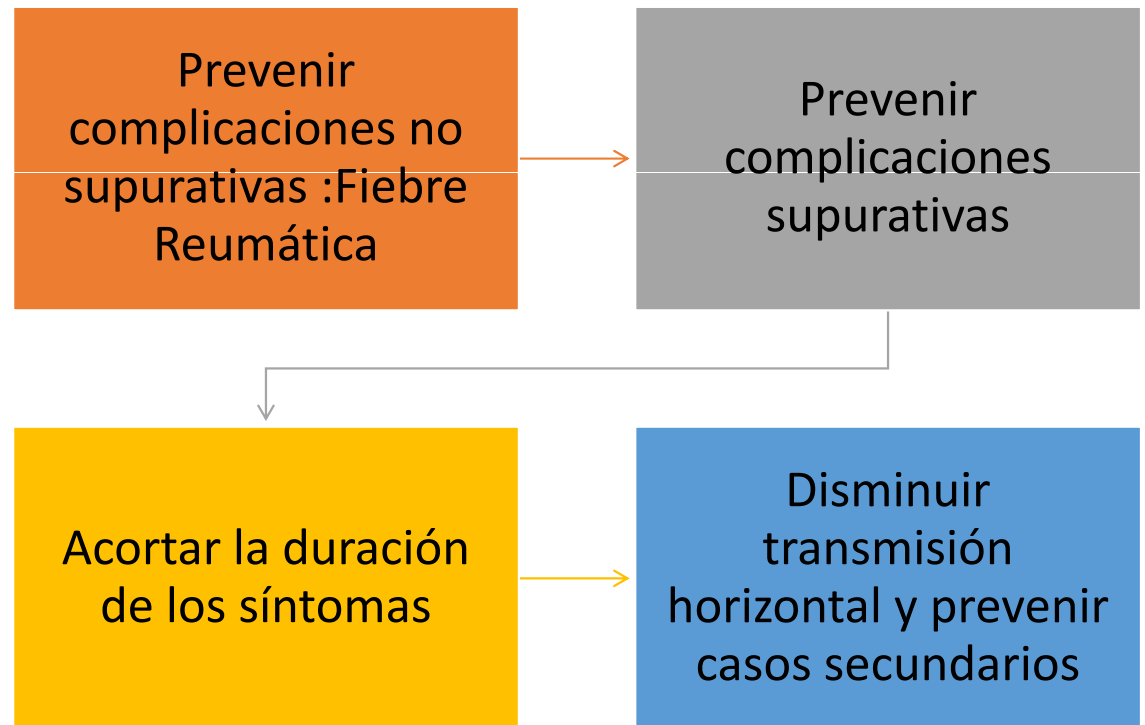 Prevenir
complicaciones no
supurativas :Fiebre
Reumática
Prevenir
complicaciones
supurativas
Acortar la duración
de los síntomas
Disminuir
transmisión
horizontal y prevenir
casos secundarios